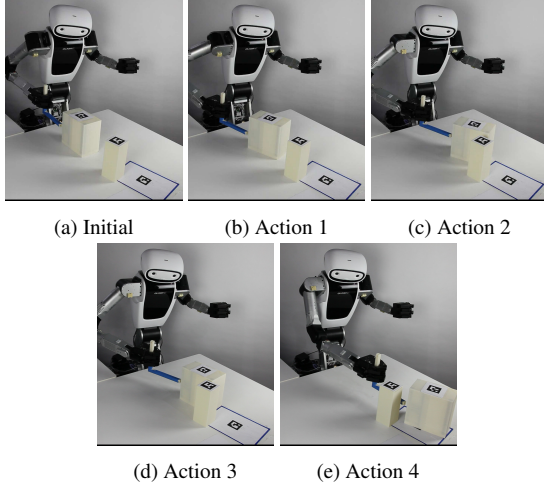 (a) Initial
(b) Action 1
(c) Action 2
(d) Action 3
(e) Action 4